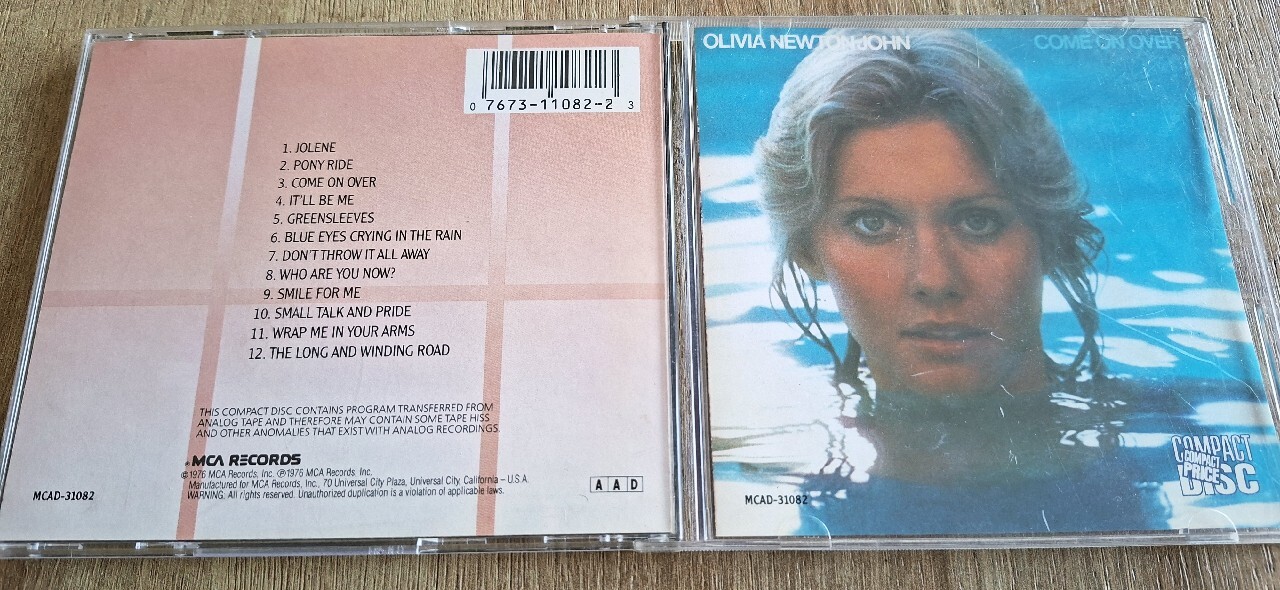 0 7673-11082-2 3
1. JOLENE
2. PONY RIDE
3. COME ON OVER
4. IT'LL BE ME
5. GREENSLEEVES
6. BLUE EYES CRYING IN THE RAIN
7. DON'T THROW IT ALL AWAY
8. WHO ARE YOU NOW?
9. SMILE FOR ME
10. SMALL TALK AND PRIDE
11. WRAP ME IN YOUR ARMS
12. THE LONG AND WINDING ROAD
THIS COMPACT DISC CONTAINS PROGRAM TRANSFERRED FROM
ANALOG TAPE AND THEREFORE MAY CONTAIN SOME TAPE HISS
AND OTHER ANOMALIES THAT EXIST WITH ANALOG RECORDINGS.
MCA RECORDS
©1976 MCA Records, Inc. ℗1976 MCA Records, Inc.
Manufactured for MCA Records, Inc., 70 Universal City Plaza, Universal City, California – U.S.A.
WARNING: All rights reserved. Unauthorized duplication is a violation of applicable laws.
MCAD-31082
A A D
OLIVIA NEWTON-JOHN
COME ON OVER
MCAD-31082
COMPACT
COMPACT
PRICE
DISC